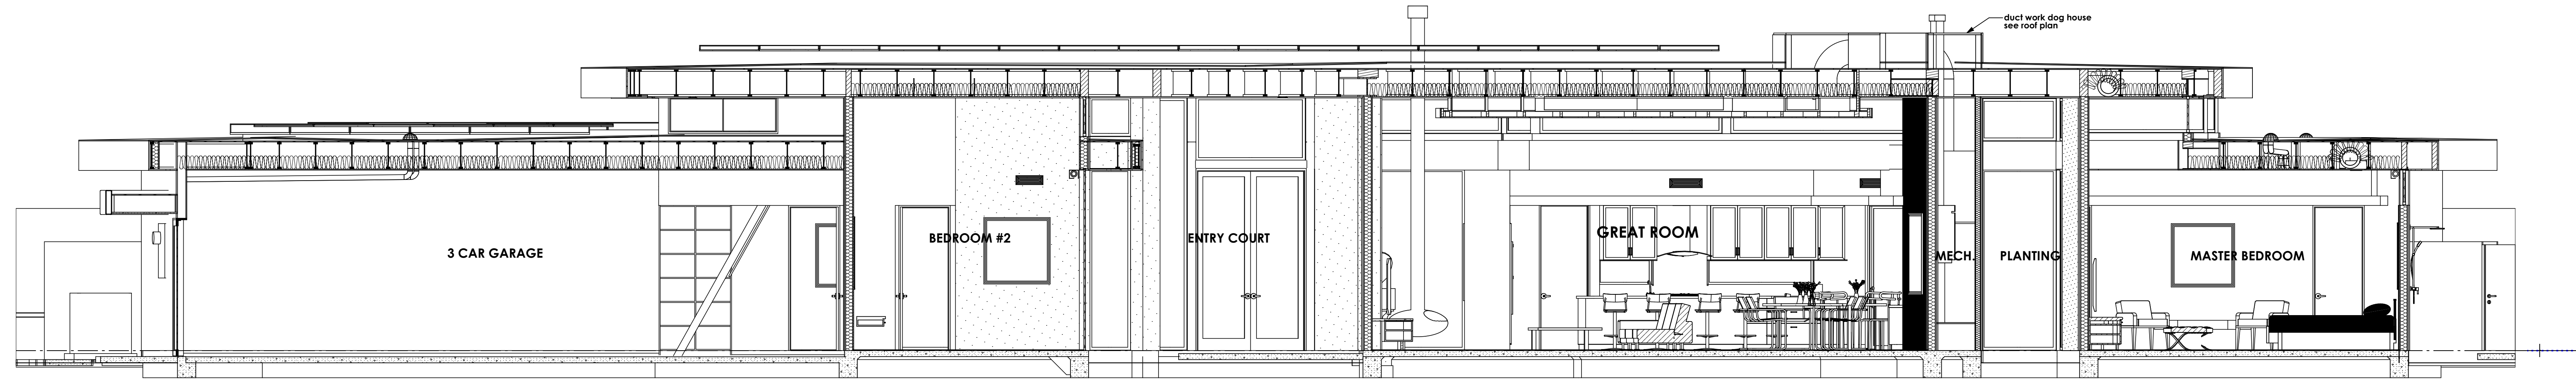 duct work dog house
see roof plan
3 CAR GARAGE
BEDROOM #2
ENTRY COURT
GREAT ROOM
MECH.
PLANTING
MASTER BEDROOM